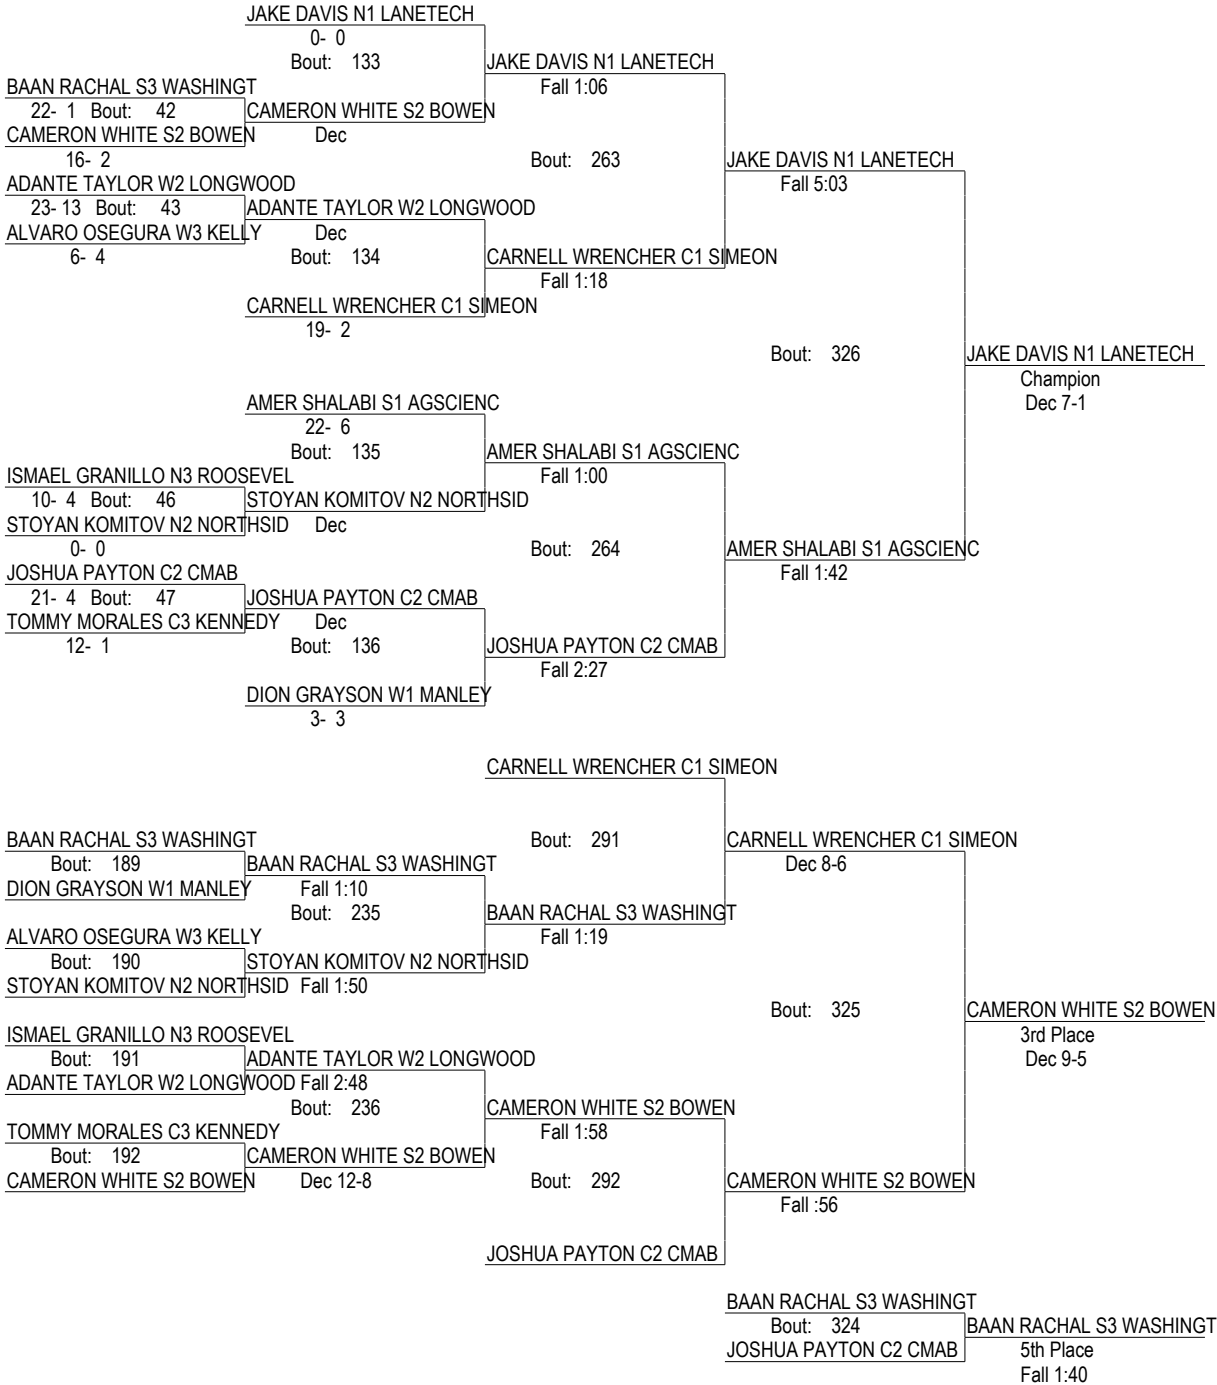 JAKE DAVIS N1 LANETECH
0- 0
Bout: 133 JAKE DAVIS N1 LANETECH
BAAN RACHAL S3 WASHINGT Fall 1:06
22- 1 Bout: 42 CAMERON WHITE S2 BOWEN
CAMERON WHITE S2 BOWEN Dec
16- 2 Bout: 263 JAKE DAVIS N1 LANETECH
ADANTE TAYLOR W2 LONGWOOD Fall 5:03
23- 13 Bout: 43 ADANTE TAYLOR W2 LONGWOOD
ALVARO OSEGURA W3 KELLY Dec
6- 4 Bout: 134 CARNELL WRENCHER C1 SIMEON
Fall 1:18
CARNELL WRENCHER C1 SIMEON
19- 2
Bout: 326 JAKE DAVIS N1 LANETECH
Champion
AMER SHALABI S1 AGSCIENC Dec 7-1
22- 6
Bout: 135 AMER SHALABI S1 AGSCIENC
ISMAEL GRANILLO N3 ROOSEVEL Fall 1:00
10- 4 Bout: 46 STOYAN KOMITOV N2 NORTHSID
STOYAN KOMITOV N2 NORTHSID Dec
0- 0 Bout: 264 AMER SHALABI S1 AGSCIENC
JOSHUA PAYTON C2 CMAB Fall 1:42
21- 4 Bout: 47 JOSHUA PAYTON C2 CMAB
TOMMY MORALES C3 KENNEDY Dec
12- 1 Bout: 136 JOSHUA PAYTON C2 CMAB
Fall 2:27
DION GRAYSON W1 MANLEY
3- 3
CARNELL WRENCHER C1 SIMEON
BAAN RACHAL S3 WASHINGT Bout: 291 CARNELL WRENCHER C1 SIMEON
Bout: 189 BAAN RACHAL S3 WASHINGT Dec 8-6
DION GRAYSON W1 MANLEY Fall 1:10
Bout: 235 BAAN RACHAL S3 WASHINGT
ALVARO OSEGURA W3 KELLY Fall 1:19
Bout: 190 STOYAN KOMITOV N2 NORTHSID
STOYAN KOMITOV N2 NORTHSID Fall 1:50
Bout: 325 CAMERON WHITE S2 BOWEN
ISMAEL GRANILLO N3 ROOSEVEL 3rd Place
Bout: 191 ADANTE TAYLOR W2 LONGWOOD Dec 9-5
ADANTE TAYLOR W2 LONGWOOD Fall 2:48
Bout: 236 CAMERON WHITE S2 BOWEN
TOMMY MORALES C3 KENNEDY Fall 1:58
Bout: 192 CAMERON WHITE S2 BOWEN
CAMERON WHITE S2 BOWEN Dec 12-8 Bout: 292 CAMERON WHITE S2 BOWEN
Fall :56
JOSHUA PAYTON C2 CMAB
BAAN RACHAL S3 WASHINGT
Bout: 324 BAAN RACHAL S3 WASHINGT
JOSHUA PAYTON C2 CMAB 5th Place
Fall 1:40